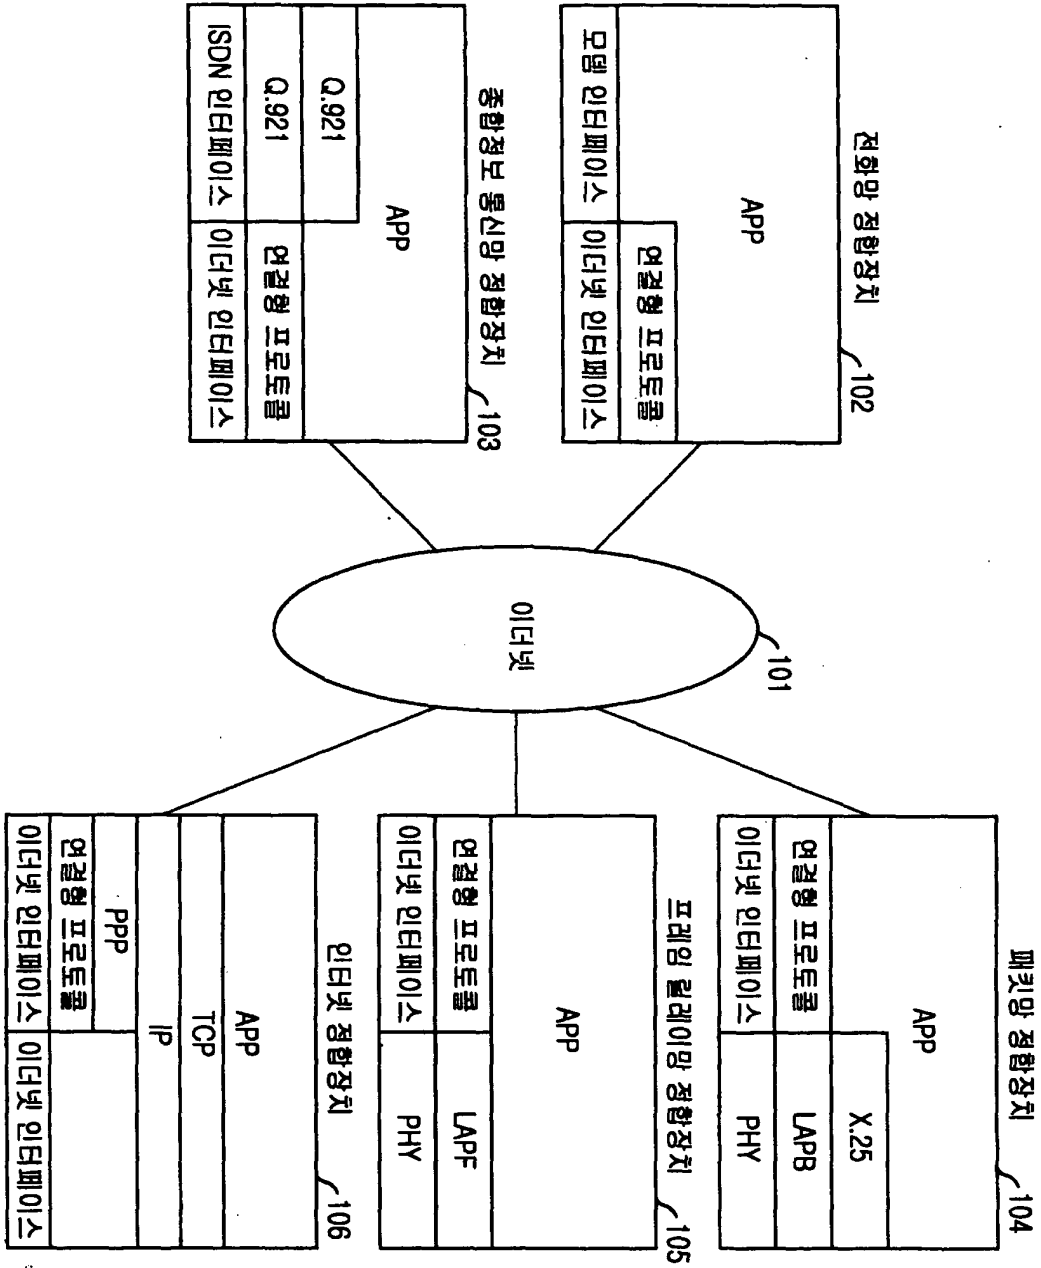 전화망 정합장치
102
APP
연결형 프로토콜
모뎀 인터페이스
이더넷 인터페이스
종합정보 통신망 정합장치
103
APP
Q.921
Q.921
연결형 프로토콜
ISDN 인터페이스
이더넷 인터페이스
101
이더넷
패킷망 정합장치
104
APP
X.25
연결형 프로토콜
LAPB
이더넷 인터페이스
PHY
프레임 릴레이망 정합장치
105
APP
연결형 프로토콜
LAPF
이더넷 인터페이스
PHY
인터넷 정합장치
106
APP
TCP
IP
PPP
연결형 프로토콜
이더넷 인터페이스
이더넷 인터페이스